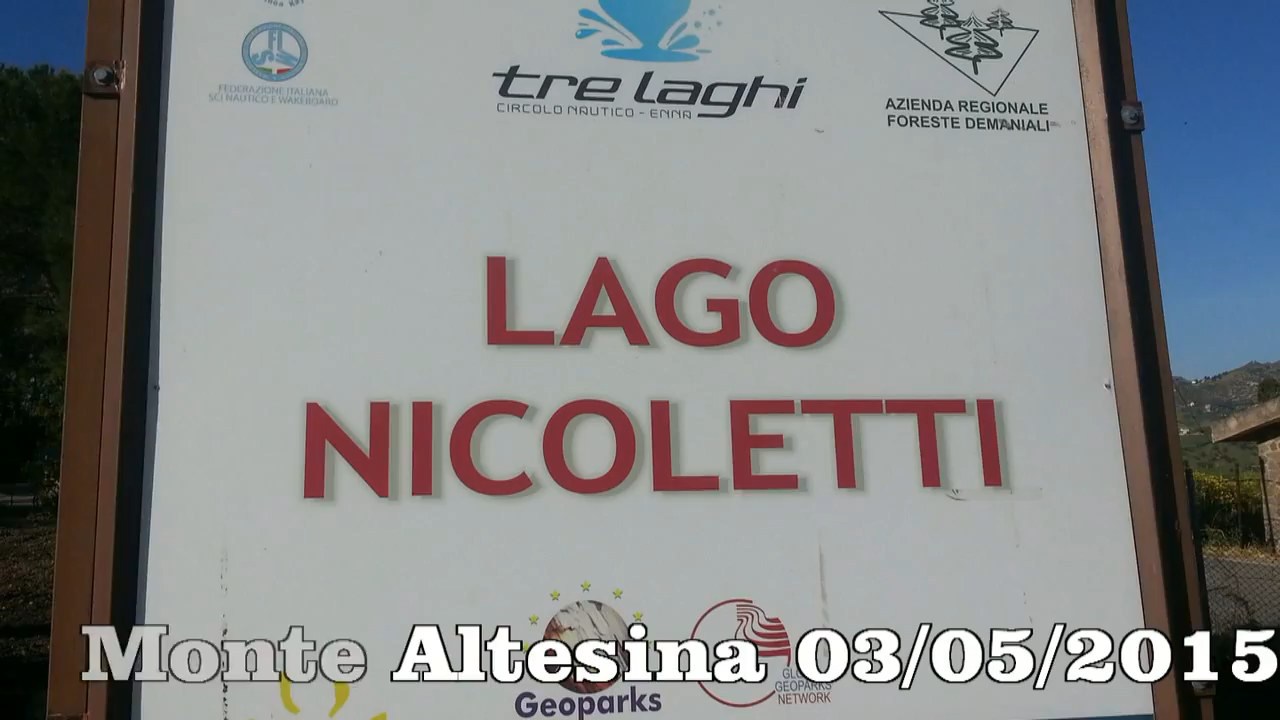 FEDERAZIONE ITALIANA
SCI NAUTICO E WAKEBOARD
tre laghi
CIRCOLO NAUTICO - ENNA
AZIENDA REGIONALE
FORESTE DEMANIALI
LAGO
NICOLETTI
Monte Altesina 03/05/2015
Geoparks
GEOPARKS
NETWORK